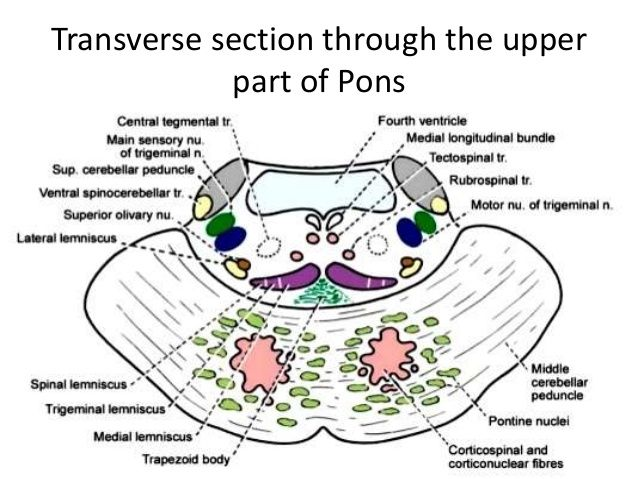 Transverse section through the upper
part of Pons
Central tegmental tr.
Main sensory nu.
of trigeminal n.
Sup. cerebellar peduncle
Ventral spinocerebellar tr.
Superior olivary nu.
Lateral lemniscus
Fourth ventricle
Medial longitudinal bundle
Tectospinal tr.
Rubrospinal tr.
Motor nu. of trigeminal n.
Spinal lemniscus
Trigeminal lemniscus
Medial lemniscus
Trapezoid body
Middle
cerebellar
peduncle
Pontine nuclei
Corticospinal and
corticonuclear fibres